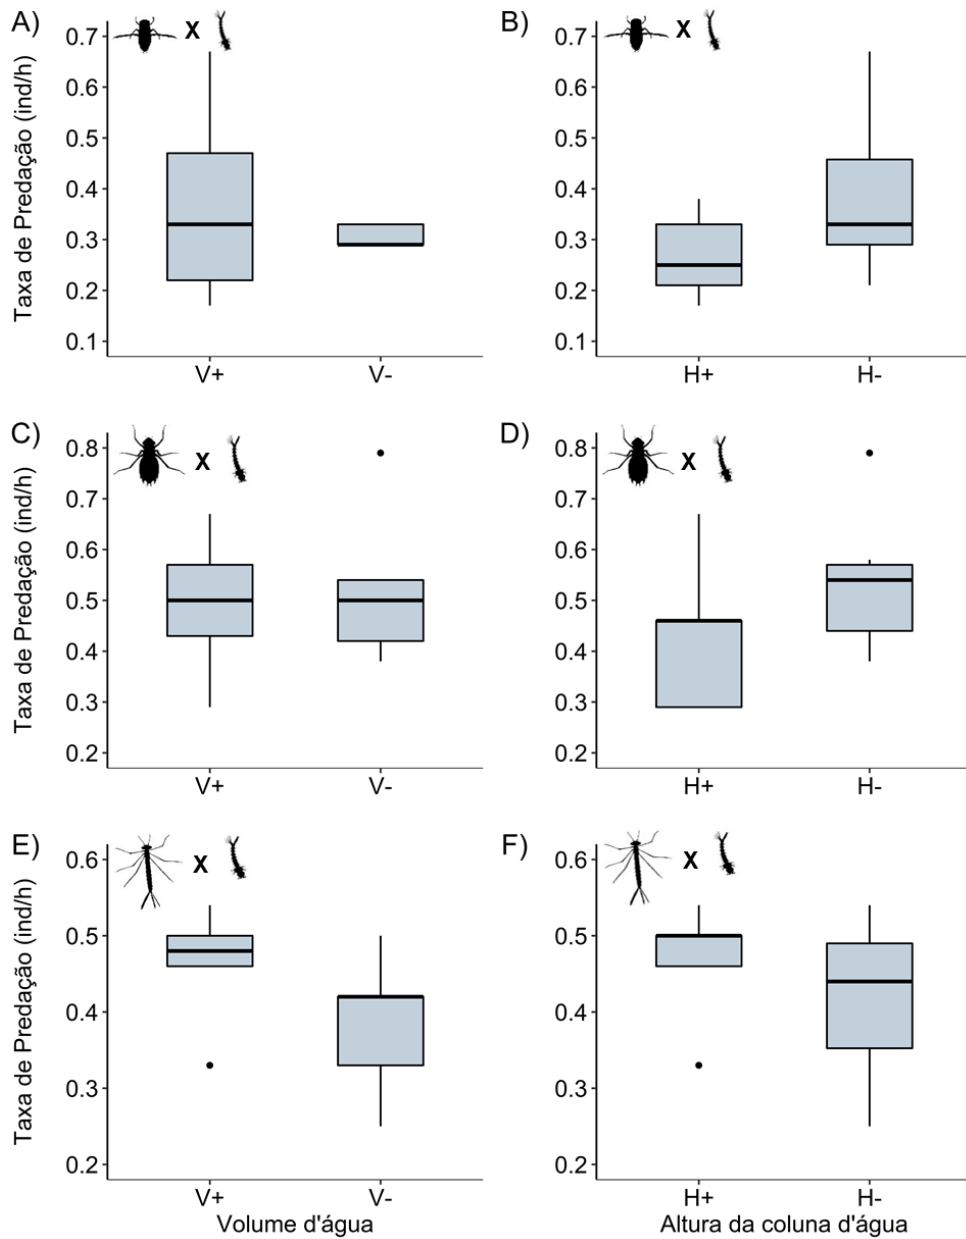 A)
Taxa de Predação (ind/h)
0.7
0.6
0.5
0.4
0.3
0.2
0.1
X
V+ V-
B)
0.7
0.6
0.5
0.4
0.3
0.2
0.1
X
H+ H-
C)
Taxa de Predação (ind/h)
0.8
0.7
0.6
0.5
0.4
0.3
0.2
X
V+ V-
D)
0.8
0.7
0.6
0.5
0.4
0.3
0.2
X
H+ H-
E)
Taxa de Predação (ind/h)
0.6
0.5
0.4
0.3
0.2
X
V+ V-
Volume d'água
F)
0.6
0.5
0.4
0.3
0.2
X
H+ H-
Altura da coluna d'água